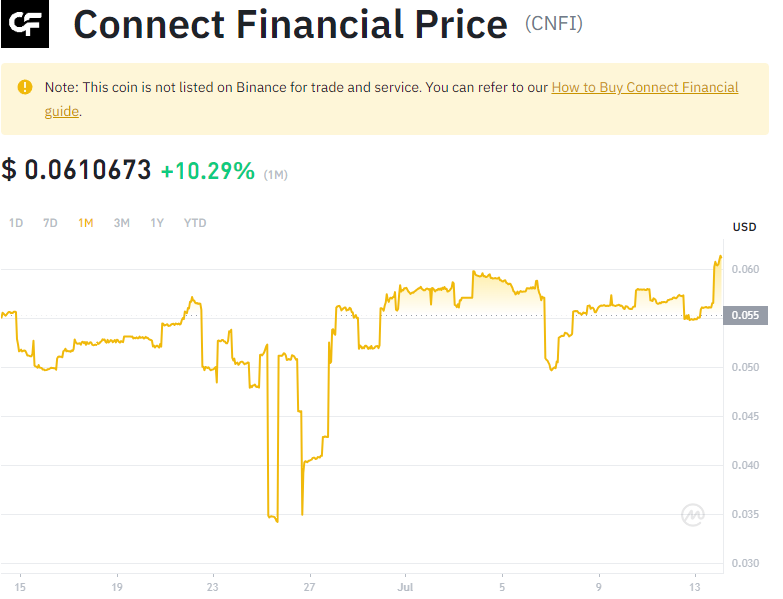 CF
Connect Financial Price (CNFI)
Note: This coin is not listed on Binance for trade and service. You can refer to our How to Buy Connect Financial
guide.
$ 0.0610673 +10.29% (1M)
1D 7D 1M 3M 1Y YTD
USD
0.060
0.055
0.050
0.045
0.040
0.035
0.030
15 19 23 27 Jul 5 9 13